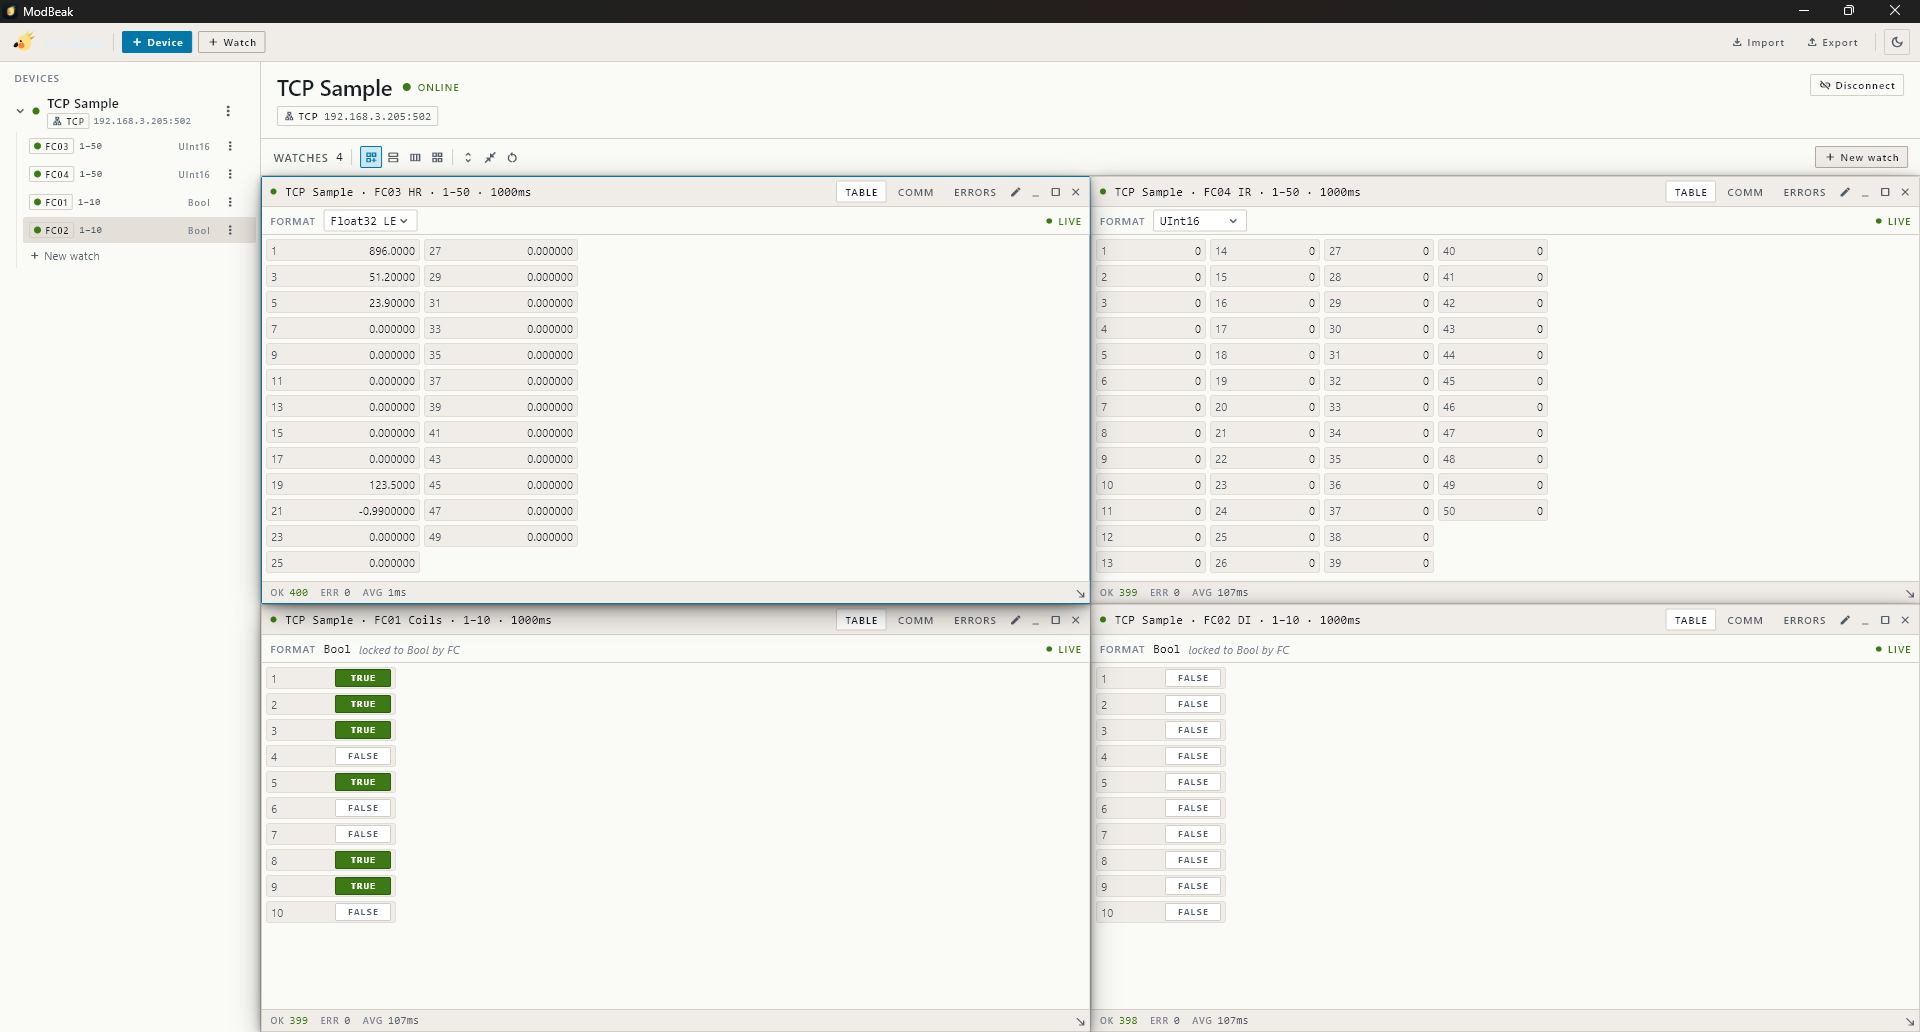 ModBeak
+ Device
+ Watch
Import
Export
DEVICES
TCP Sample
TCP 192.168.3.205:502
FC03 1–50 UInt16
FC04 1–50 UInt16
FC01 1–10 Bool
FC02 1–10 Bool
+ New watch
TCP Sample ONLINE
Disconnect
TCP 192.168.3.205:502
WATCHES 4
+ New watch
TCP Sample · FC03 HR · 1–50 · 1000ms
TABLE COMM ERRORS
FORMAT Float32 LE
LIVE
1 896.0000 27 0.000000
3 51.20000 29 0.000000
5 23.90000 31 0.000000
7 0.000000 33 0.000000
9 0.000000 35 0.000000
11 0.000000 37 0.000000
13 0.000000 39 0.000000
15 0.000000 41 0.000000
17 0.000000 43 0.000000
19 123.5000 45 0.000000
21 -0.9900000 47 0.000000
23 0.000000 49 0.000000
25 0.000000
OK 400 ERR 0 AVG 1ms
TCP Sample · FC04 IR · 1–50 · 1000ms
TABLE COMM ERRORS
FORMAT UInt16
LIVE
1 0 14 0 27 0 40 0
2 0 15 0 28 0 41 0
3 0 16 0 29 0 42 0
4 0 17 0 30 0 43 0
5 0 18 0 31 0 44 0
6 0 19 0 32 0 45 0
7 0 20 0 33 0 46 0
8 0 21 0 34 0 47 0
9 0 22 0 35 0 48 0
10 0 23 0 36 0 49 0
11 0 24 0 37 0 50 0
12 0 25 0 38 0
13 0 26 0 39 0
OK 399 ERR 0 AVG 107ms
TCP Sample · FC01 Coils · 1–10 · 1000ms
TABLE COMM ERRORS
FORMAT Bool locked to Bool by FC
LIVE
1 TRUE
2 TRUE
3 TRUE
4 FALSE
5 TRUE
6 FALSE
7 FALSE
8 TRUE
9 TRUE
10 FALSE
OK 399 ERR 0 AVG 107ms
TCP Sample · FC02 DI · 1–10 · 1000ms
TABLE COMM ERRORS
FORMAT Bool locked to Bool by FC
LIVE
1 FALSE
2 FALSE
3 FALSE
4 FALSE
5 FALSE
6 FALSE
7 FALSE
8 FALSE
9 FALSE
10 FALSE
OK 398 ERR 0 AVG 107ms